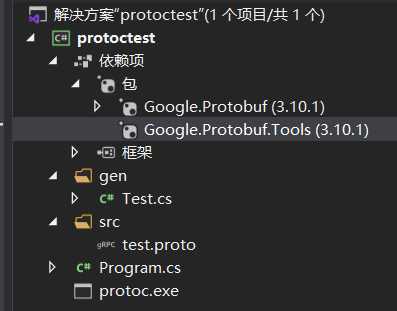 解决方案“protoctest”(1 个项目/共 1 个)
protoctest
依赖项
包
Google.Protobuf (3.10.1)
Google.Protobuf.Tools (3.10.1)
框架
gen
C# Test.cs
src
gRPC test.proto
C# Program.cs
protoc.exe